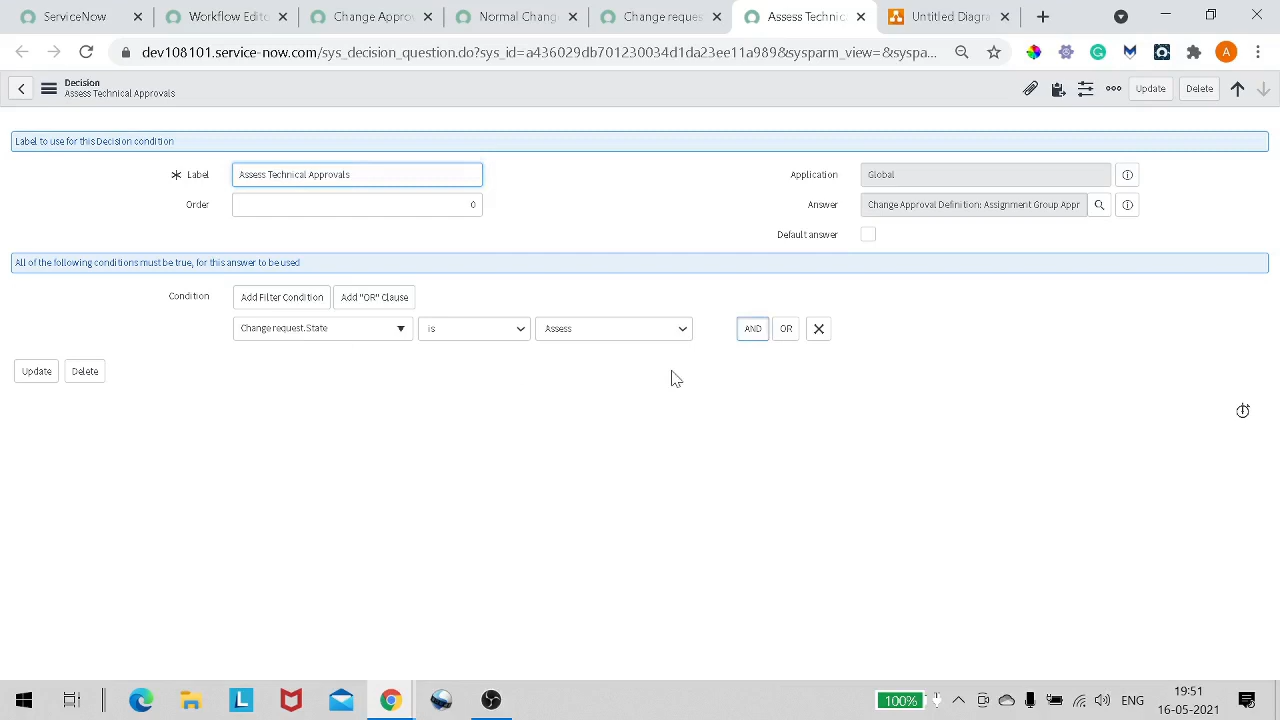 ServiceNow
Workflow Edito
Change Approv
Normal Chang
Change reques
Assess Technic
Untitled Diagra
dev108101.service-now.com/sys_decision_question.do?sys_id=a436029db701230034d1da23ee11a989&sysparm_view=&syspa...
A
Decision
Assess Technical Approvals
Update
Delete
Label to use for this Decision condition
Label
Assess Technical Approvals
Application
Global
Order
0
Answer
Change Approval Definition: Assignment Group Appr
Default answer
All of the following conditions must be true, for this answer to be used
Condition
Add Filter Condition
Add "OR" Clause
Change request.State
is
Assess
AND
OR
Update
Delete
L
100%
ENG
19:51
16-05-2021